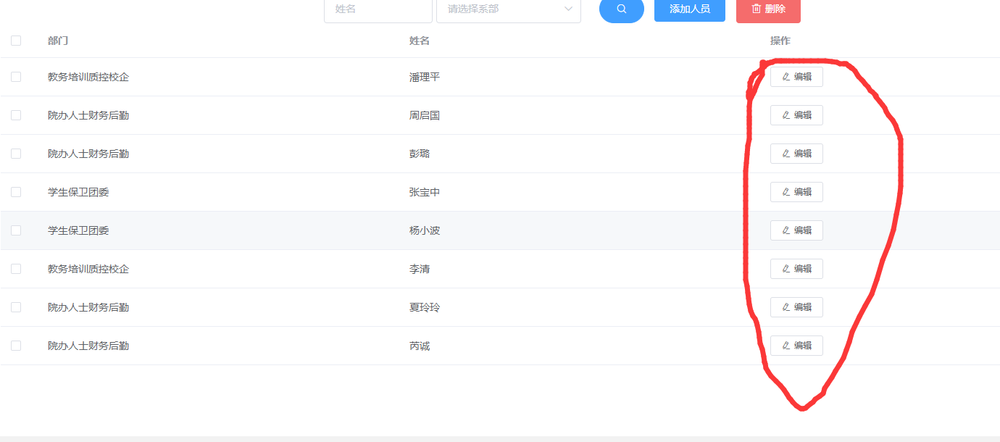 姓名 请选择系部 添加人员 删除
部门 姓名 操作
教务培训质控校企 潘理平 编辑
院办人士财务后勤 周启国 编辑
院办人士财务后勤 彭璐 编辑
学生保卫团委 张宝中 编辑
学生保卫团委 杨小波 编辑
教务培训质控校企 李清 编辑
院办人士财务后勤 夏玲玲 编辑
院办人士财务后勤 芮诚 编辑